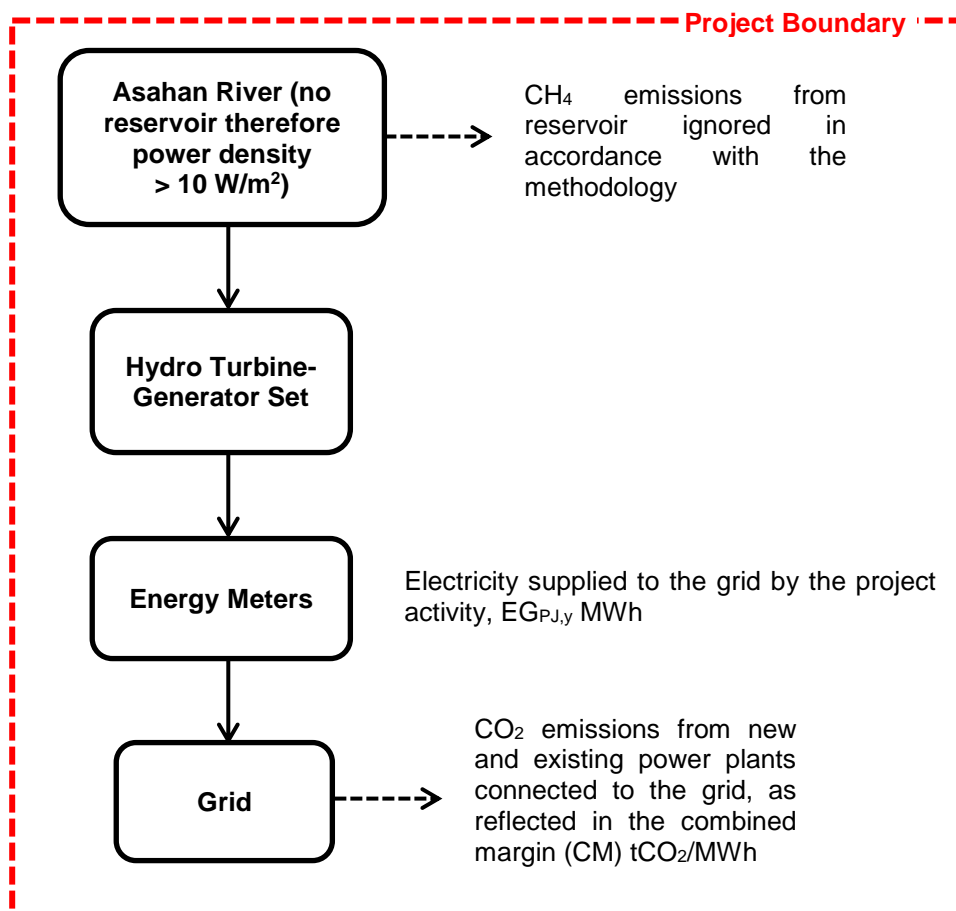 Project Boundary
Asahan River (no
reservoir therefore
power density
> 10 W/m²)
CH₄ emissions from
reservoir ignored in
accordance with the
methodology
Hydro Turbine-
Generator Set
Energy Meters
Electricity supplied to the grid by the project
activity, EG_PJ,y MWh
Grid
CO₂ emissions from new
and existing power plants
connected to the grid, as
reflected in the combined
margin (CM) tCO₂/MWh